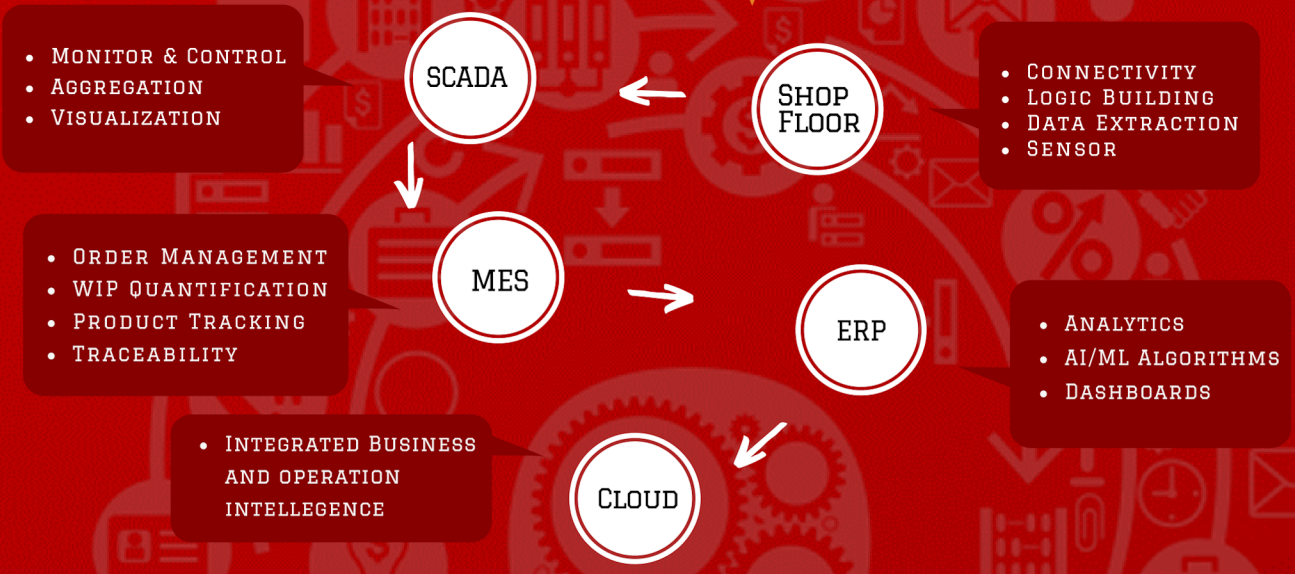 SCADA
• Monitor & Control
• Aggregation
• Visualization
Shop
Floor
• Connectivity
• Logic Building
• Data Extraction
• Sensor
MES
• Order Management
• WIP Quantification
• Product Tracking
• Traceability
ERP
• Analytics
• AI/ML Algorithms
• Dashboards
Cloud
• Integrated Business
and operation
intellegence